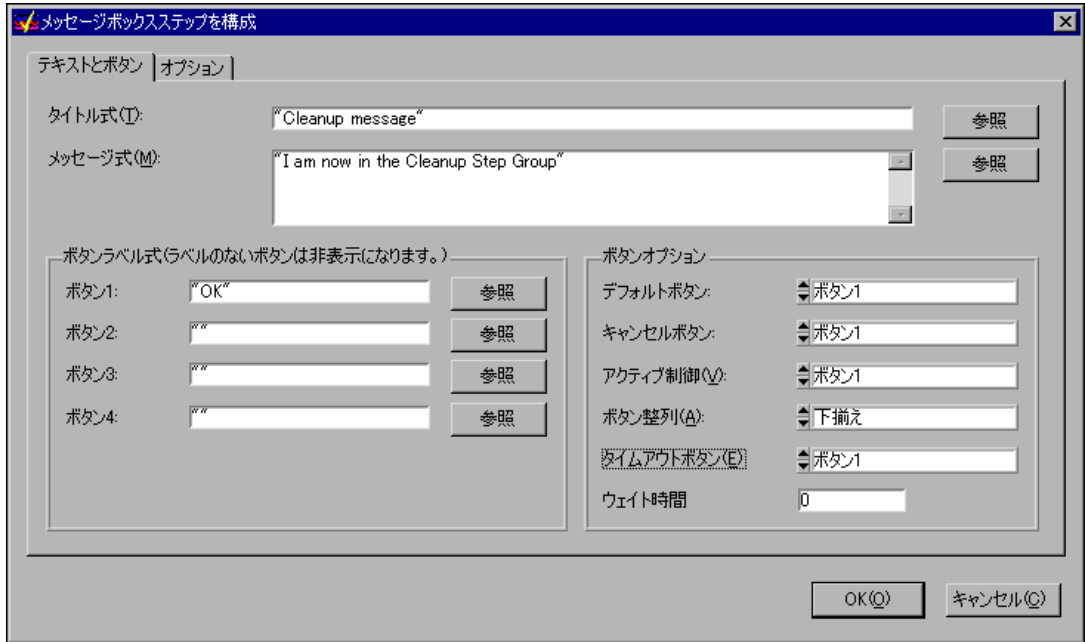 メッセージボックスステップを構成
テキストとボタン オプション
タイトル式(T): "Cleanup message" 参照
メッセージ式(M): "I am now in the Cleanup Step Group" 参照
ボタンラベル式(ラベルのないボタンは非表示になります。)
ボタン1: "OK" 参照
ボタン2: "" 参照
ボタン3: "" 参照
ボタン4: "" 参照
ボタンオプション
デフォルトボタン: ボタン1
キャンセルボタン: ボタン1
アクティブ制御(V): ボタン1
ボタン整列(A): 下揃え
タイムアウトボタン(E) ボタン1
ウェイト時間 0
OK(O) キャンセル(C)